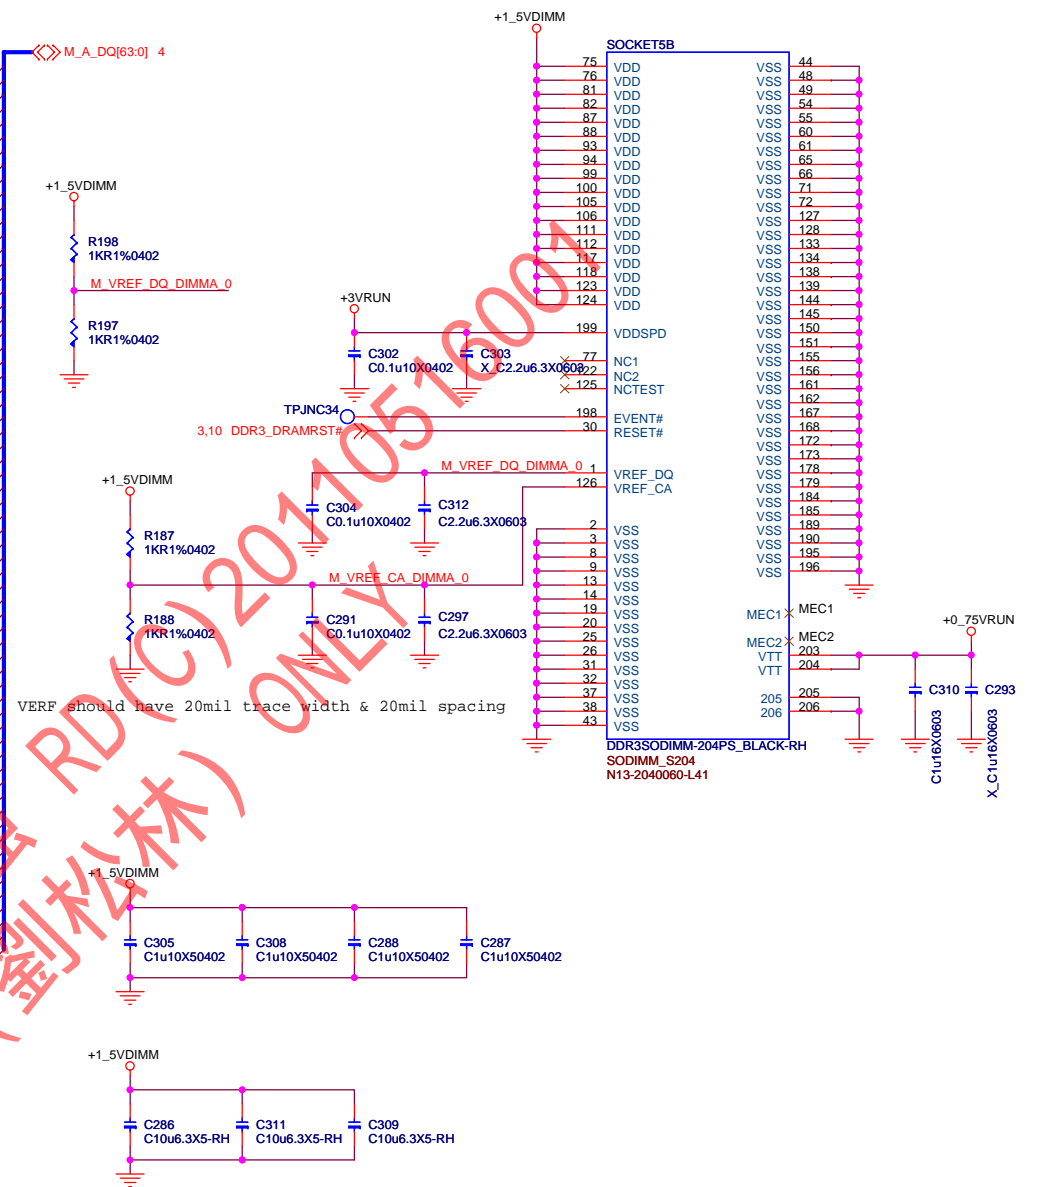 +1_5VDIMM
M_A_DQ[63:0] 4
SOCKET5B
75 VDD VSS 44
76 VDD VSS 48
81 VDD VSS 49
82 VDD VSS 54
87 VDD VSS 55
88 VDD VSS 60
93 VDD VSS 61
94 VDD VSS 65
99 VDD VSS 66
100 VDD VSS 71
105 VDD VSS 72
106 VDD VSS 127
111 VDD VSS 128
112 VDD VSS 133
117 VDD VSS 134
118 VDD VSS 138
123 VDD VSS 139
124 VDD VSS 144
VSS 145
199 VDDSPD VSS 150
VSS 151
77 NC1 VSS 155
122 NC2 VSS 156
125 NCTEST VSS 161
VSS 162
198 EVENT# VSS 167
30 RESET# VSS 168
VSS 172
VSS 173
1 VREF_DQ VSS 178
126 VREF_CA VSS 179
VSS 184
VSS 185
2 VSS VSS 189
3 VSS VSS 190
8 VSS VSS 195
9 VSS VSS 196
13 VSS
14 VSS
19 VSS MEC1 MEC1
20 VSS
25 VSS MEC2 MEC2
26 VSS VTT 203
31 VSS VTT 204
32 VSS
37 VSS 205 205
38 VSS 206 206
43 VSS
DDR3SODIMM-204PS_BLACK-RH
SODIMM_S204
N13-2040060-L41
+1_5VDIMM
R198
1KR1%0402
M_VREF_DQ_DIMMA_0
R197
1KR1%0402
+3VRUN
C302
C0.1u10X0402
C303
X_C2.2u6.3X0603
TPJNC34
3,10 DDR3_DRAMRST#
M_VREF_DQ_DIMMA_0
C304
C0.1u10X0402
C312
C2.2u6.3X0603
+1_5VDIMM
R187
1KR1%0402
M_VREF_CA_DIMMA_0
R188
1KR1%0402
C291
C0.1u10X0402
C297
C2.2u6.3X0603
VERF should have 20mil trace width & 20mil spacing
+0_75VRUN
C310
C1u16X0603
C293
X_C1u16X0603
+1_5VDIMM
C305
C1u10X50402
C308
C1u10X50402
C288
C1u10X50402
C287
C1u10X50402
+1_5VDIMM
C286
C10u6.3X5-RH
C311
C10u6.3X5-RH
C309
C10u6.3X5-RH
RD(C)20110516001
(劉松林) ONLY